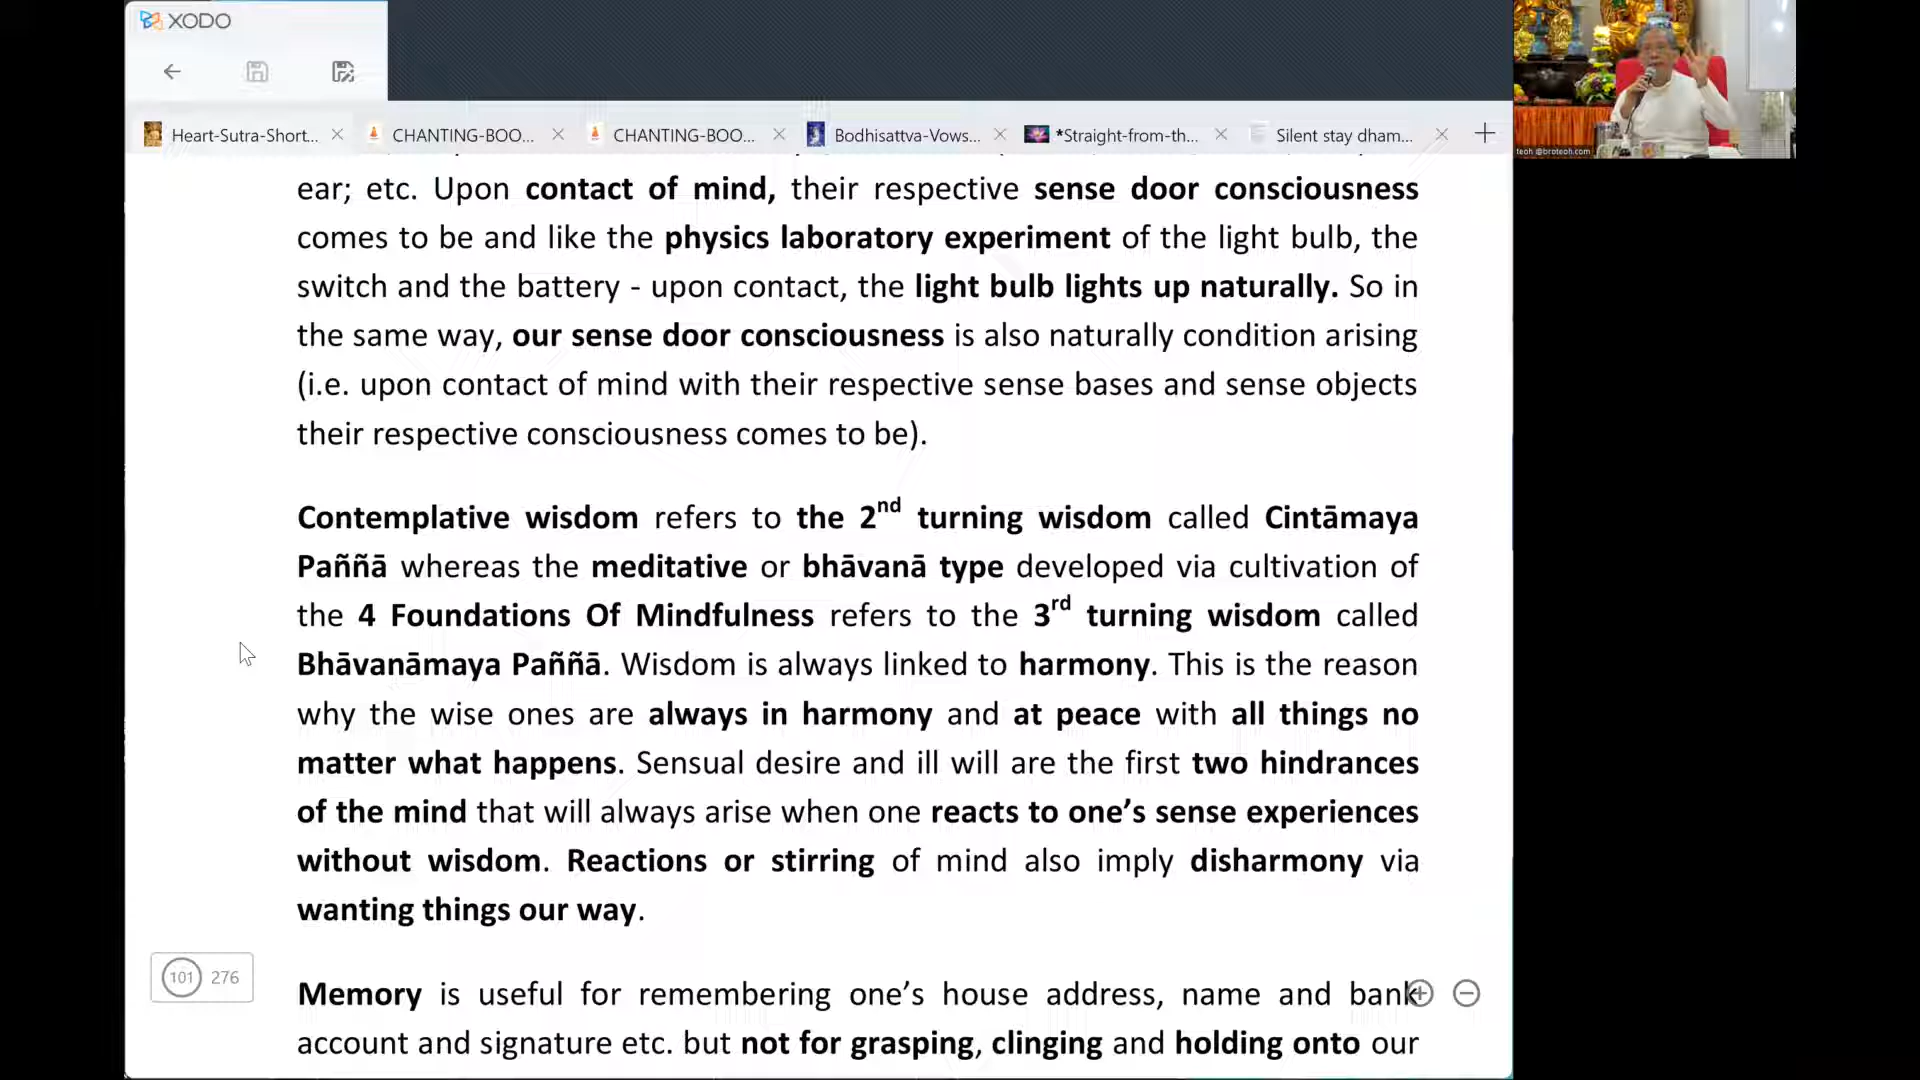 XODO
Heart-Sutra-Short...
CHANTING-BOO...
CHANTING-BOO...
Bodhisattva-Vows...
*Straight-from-th...
Silent stay dham...
teoh @broteoh.com
ear; etc. Upon contact of mind, their respective sense door consciousness
comes to be and like the physics laboratory experiment of the light bulb, the
switch and the battery - upon contact, the light bulb lights up naturally. So in
the same way, our sense door consciousness is also naturally condition arising
(i.e. upon contact of mind with their respective sense bases and sense objects
their respective consciousness comes to be).
Contemplative wisdom refers to the 2nd turning wisdom called Cintāmaya
Paññā whereas the meditative or bhāvanā type developed via cultivation of
the 4 Foundations Of Mindfulness refers to the 3rd turning wisdom called
Bhāvanāmaya Paññā. Wisdom is always linked to harmony. This is the reason
why the wise ones are always in harmony and at peace with all things no
matter what happens. Sensual desire and ill will are the first two hindrances
of the mind that will always arise when one reacts to one’s sense experiences
without wisdom. Reactions or stirring of mind also imply disharmony via
wanting things our way.
101 276
Memory is useful for remembering one’s house address, name and bank
account and signature etc. but not for grasping, clinging and holding onto our